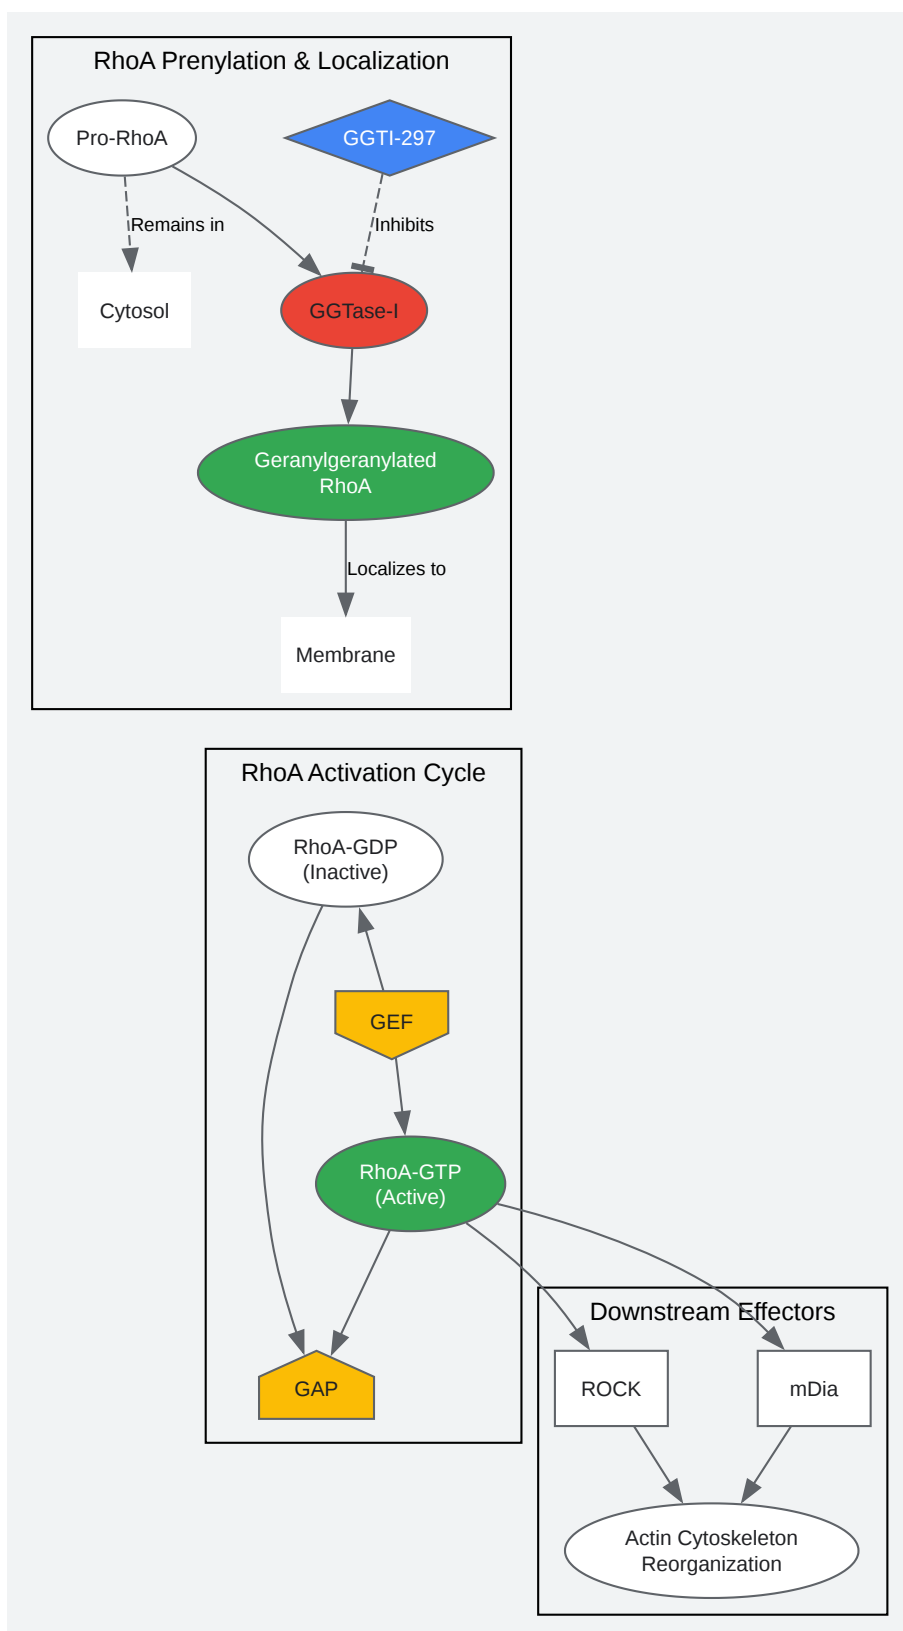 RhoA Prenylation & Localization
Pro-RhoA
GGTI-297
Remains in
Inhibits
Cytosol
GGTase-I
Geranylgeranylated
RhoA
Localizes to
Membrane
RhoA Activation Cycle
RhoA-GDP
(Inactive)
GEF
RhoA-GTP
(Active)
GAP
Downstream Effectors
ROCK
mDia
Actin Cytoskeleton
Reorganization